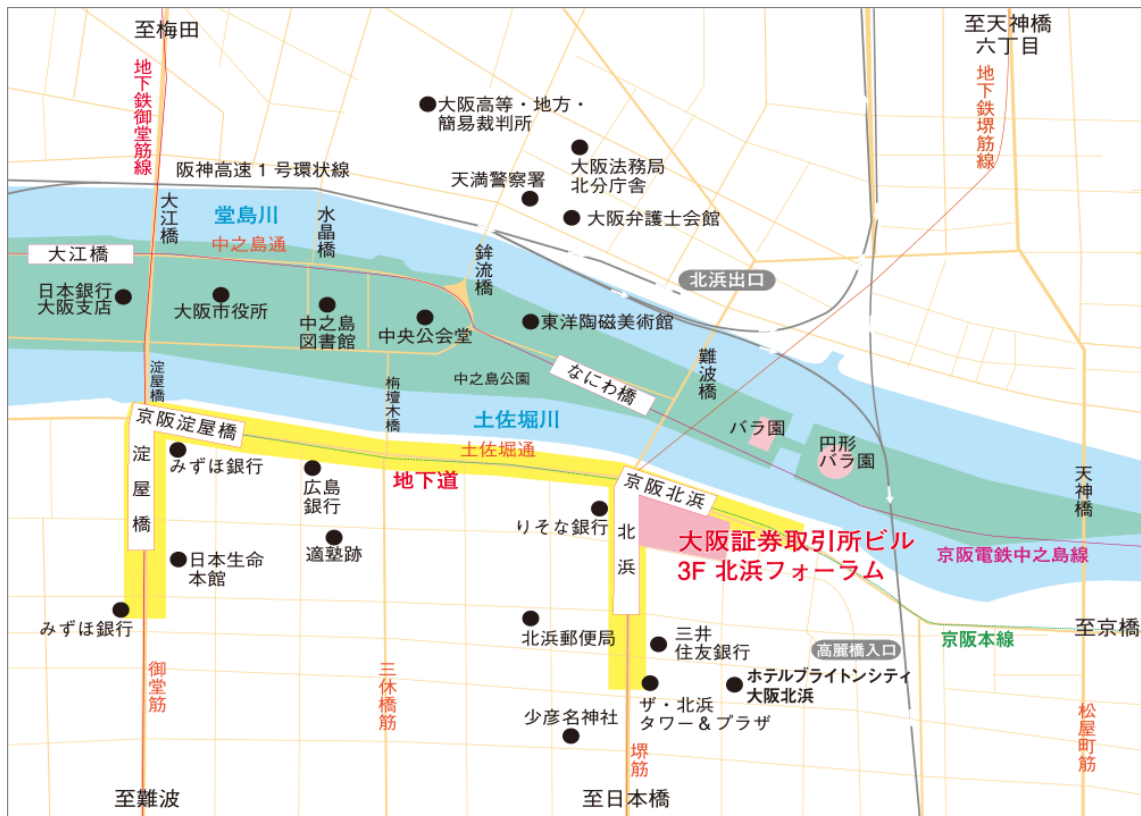 至梅田
地下鉄御堂筋線
至天神橋
六丁目
地下鉄堺筋線
大阪高等・地方・
簡易裁判所
大阪法務局
北分庁舎
阪神高速1号環状線
天満警察署
大阪弁護士会館
大江橋
堂島川
水晶橋
中之島通
大江橋
鉾流橋
北浜出口
日本銀行
大阪支店
大阪市役所
中之島
図書館
中央公会堂
東洋陶磁美術館
難波橋
淀屋橋
栴壇木橋
中之島公園
なにわ橋
バラ園
円形
バラ園
天神橋
京阪淀屋橋
土佐堀川
土佐堀通
淀屋橋
みずほ銀行
広島
銀行
地下道
京阪北浜
りそな銀行
北浜
大阪証券取引所ビル
3F 北浜フォーラム
京阪電鉄中之島線
適塾跡
日本生命
本館
みずほ銀行
北浜郵便局
三井
住友銀行
高麗橋入口
京阪本線
至京橋
御堂筋
三休橋筋
ザ・北浜
タワー&プラザ
ホテルブライトンシティ
大阪北浜
少彦名神社
堺筋
松屋町筋
至難波
至日本橋